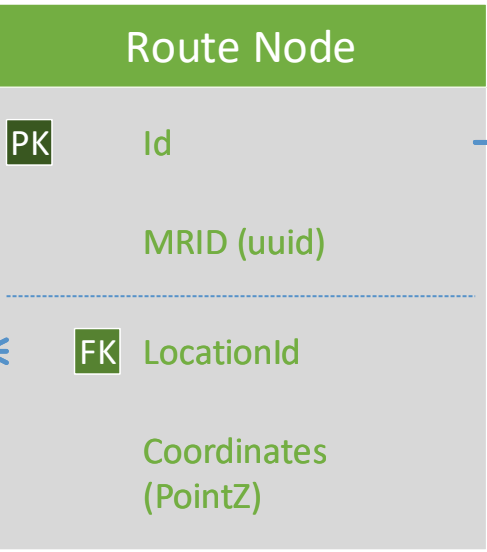 Route Node
PK Id
MRID (uuid)
FK LocationId
Coordinates
(PointZ)